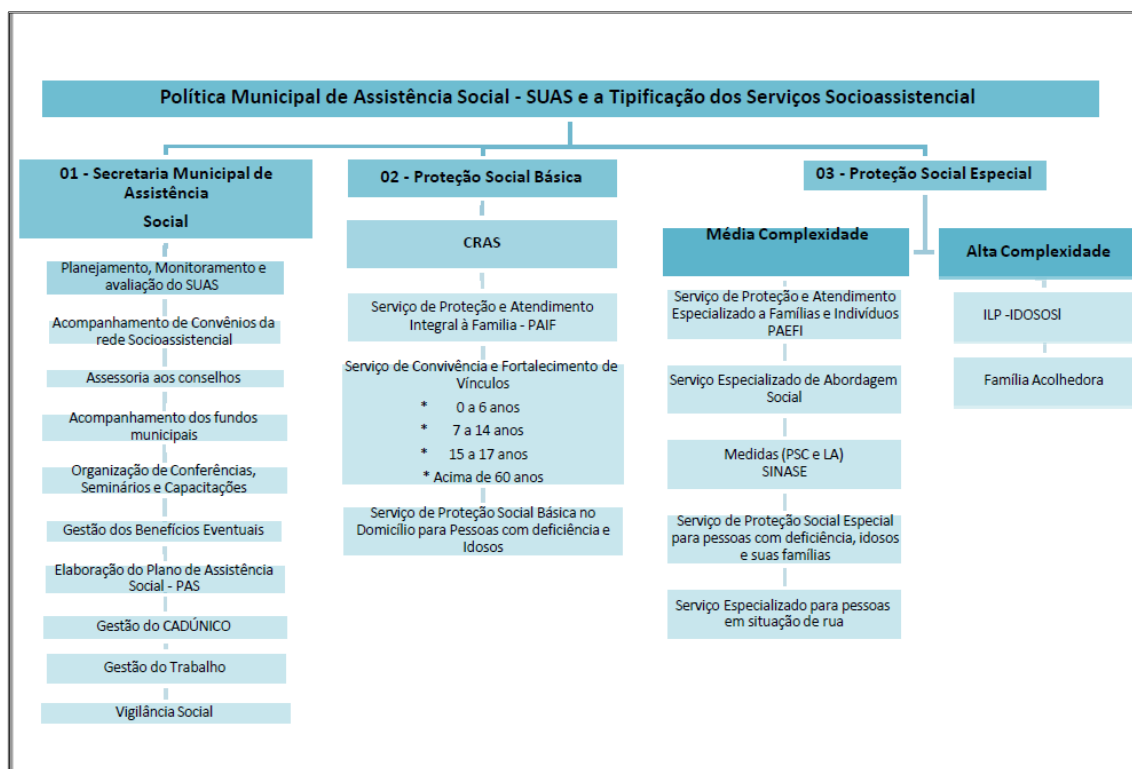 Política Municipal de Assistência Social - SUAS e a Tipificação dos Serviços Socioassistencial
01 - Secretaria Municipal de
Assistência
Social
Planejamento, Monitoramento e
avaliação do SUAS
Acompanhamento de Convênios da
rede Socioassistencial
Assessoria aos conselhos
Acompanhamento dos fundos
municipais
Organização de Conferências,
Seminários e Capacitações
Gestão dos Benefícios Eventuais
Elaboração do Plano de Assistência
Social - PAS
Gestão do CADÚNICO
Gestão do Trabalho
Vigilância Social
02 - Proteção Social Básica
CRAS
Serviço de Proteção e Atendimento
Integral à Familia - PAIF
Serviço de Convivência e Fortalecimento de
Vínculos
* 0 a 6 anos
* 7 a 14 anos
* 15 a 17 anos
* Acima de 60 anos
Serviço de Proteção Social Básica no
Domicílio para Pessoas com deficiência e
Idosos
03 - Proteção Social Especial
Média Complexidade
Serviço de Proteção e Atendimento
Especializado a Famílias e Indivíduos
PAEFI
Serviço Especializado de Abordagem
Social
Medidas (PSC e LA)
SINASE
Serviço de Proteção Social Especial
para pessoas com deficiência, idosos
e suas famílias
Serviço Especializado para pessoas
em situação de rua
Alta Complexidade
ILP -IDOSOSl
Família Acolhedora